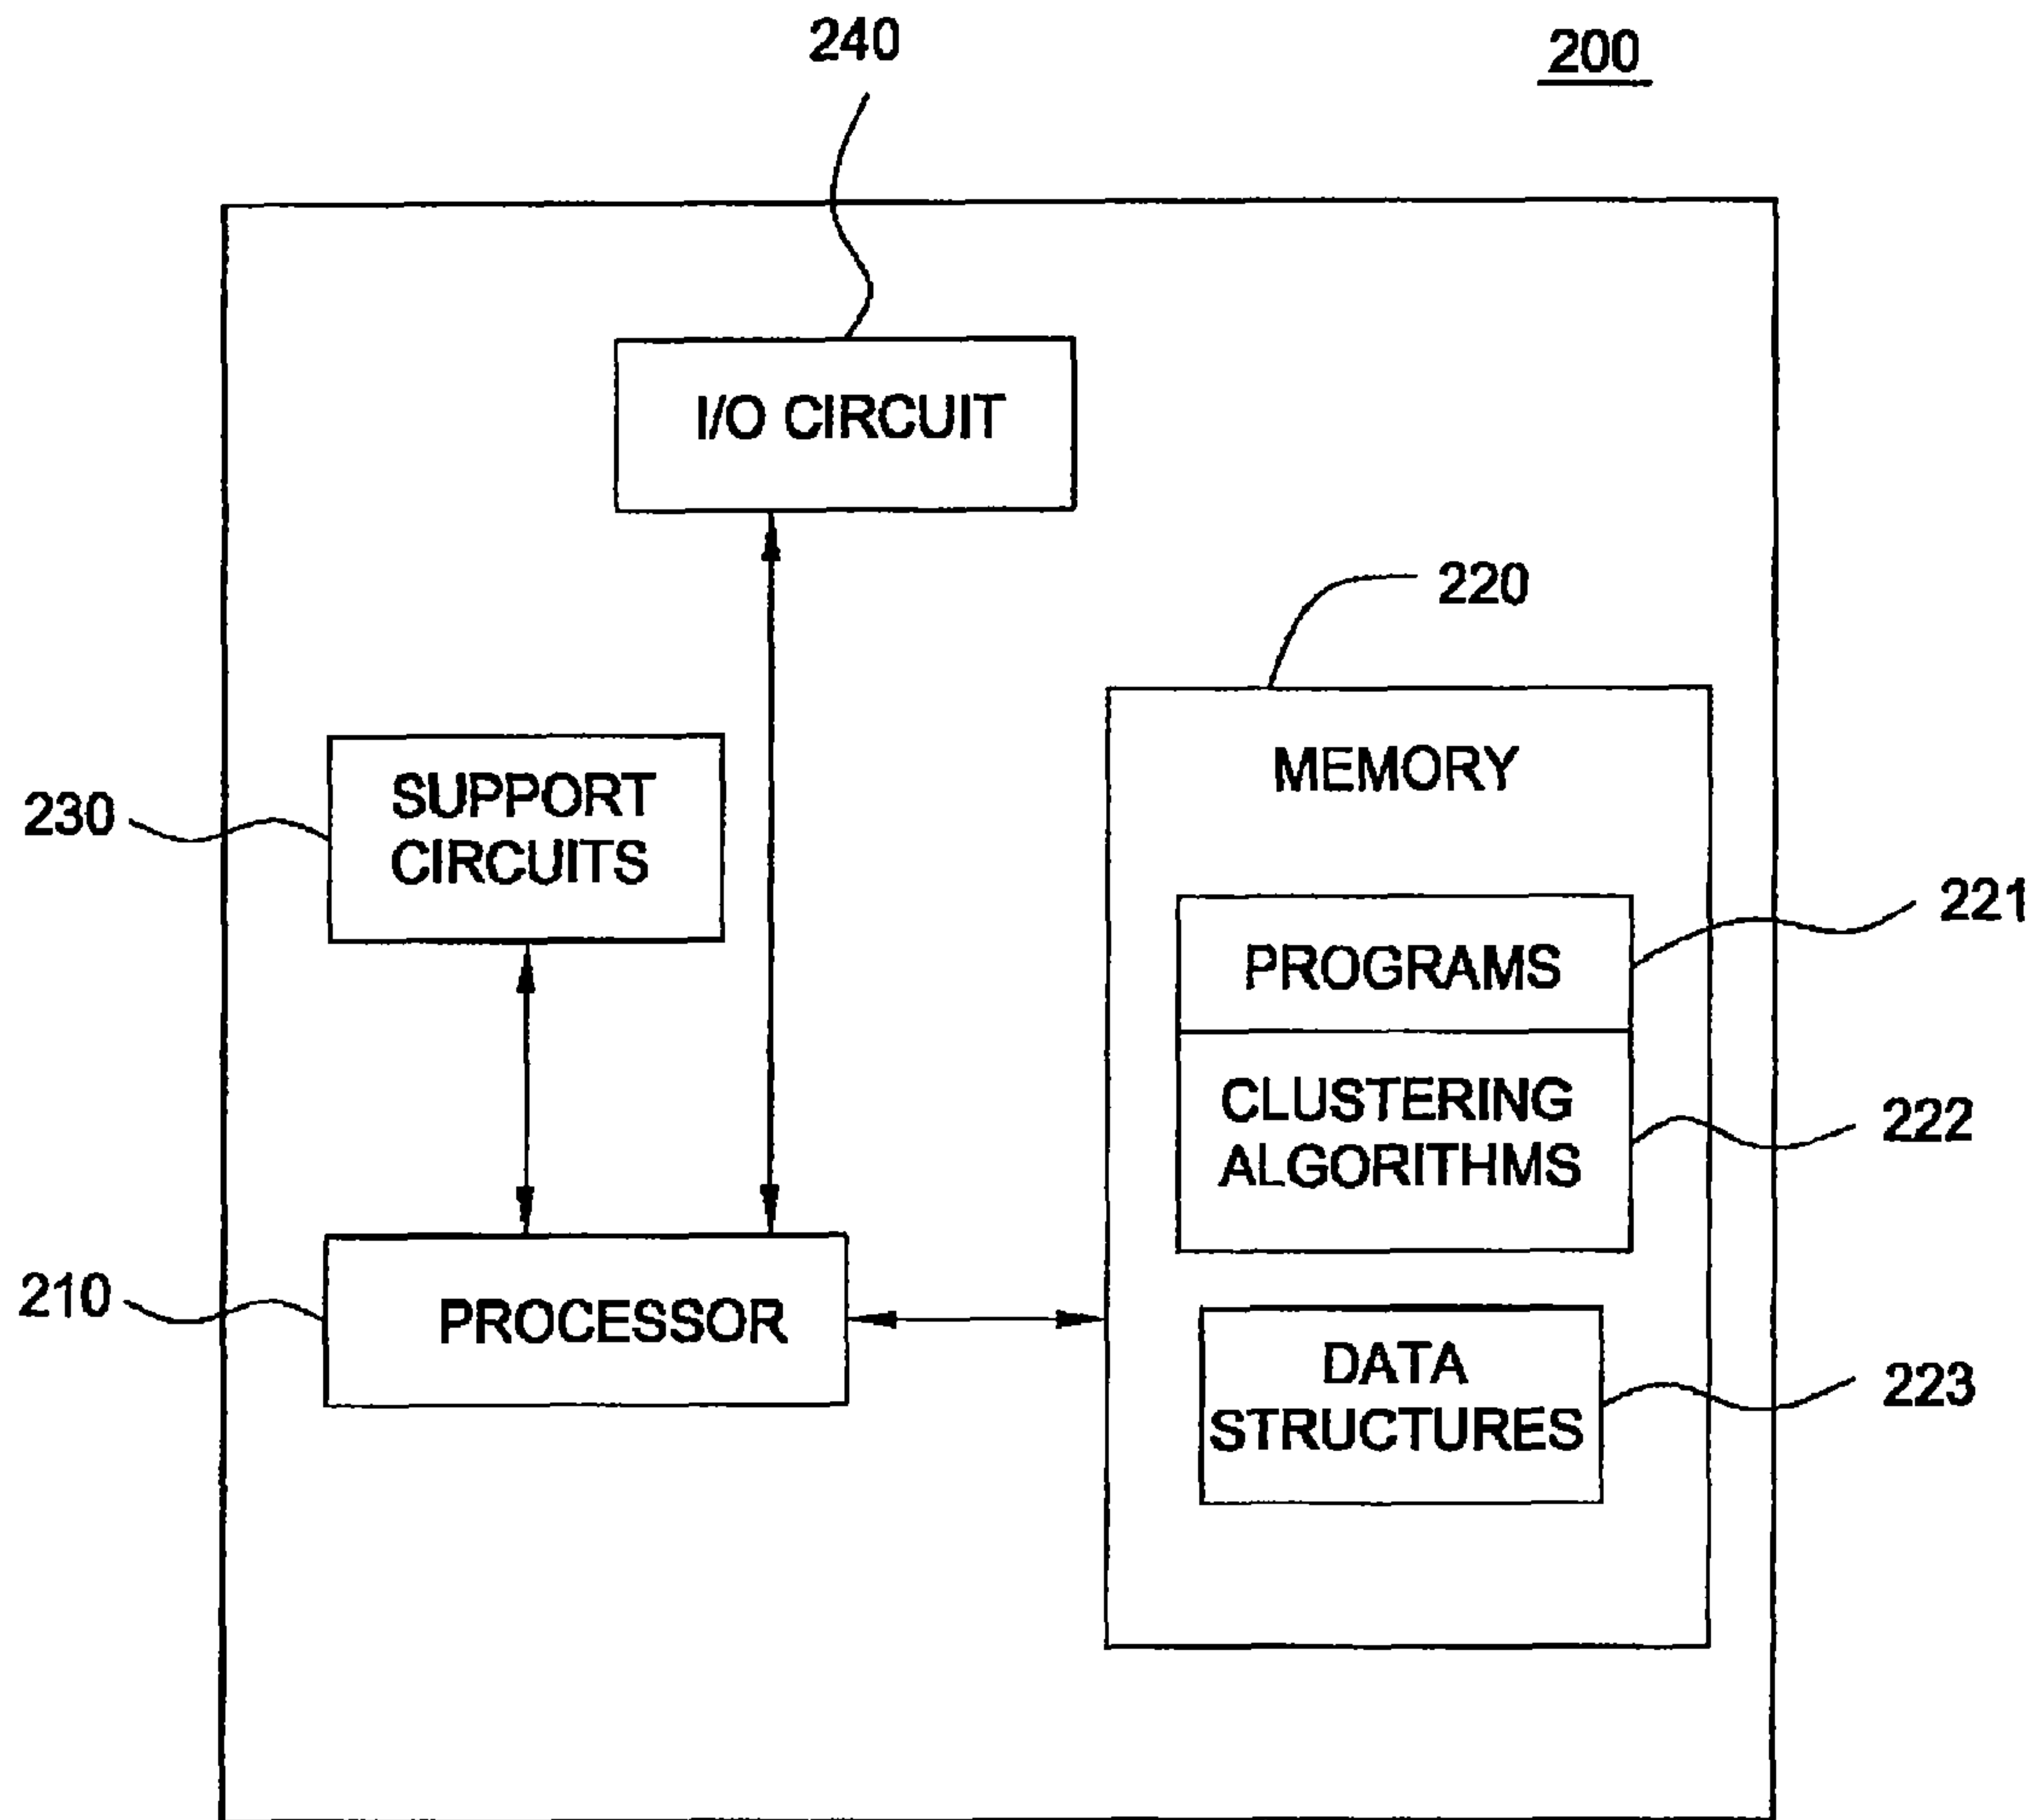 240
200
I/O CIRCUIT
220
MEMORY
SUPPORT
CIRCUITS
230
221
PROGRAMS
CLUSTERING
ALGORITHMS
222
210
PROCESSOR
DATA
STRUCTURES
223